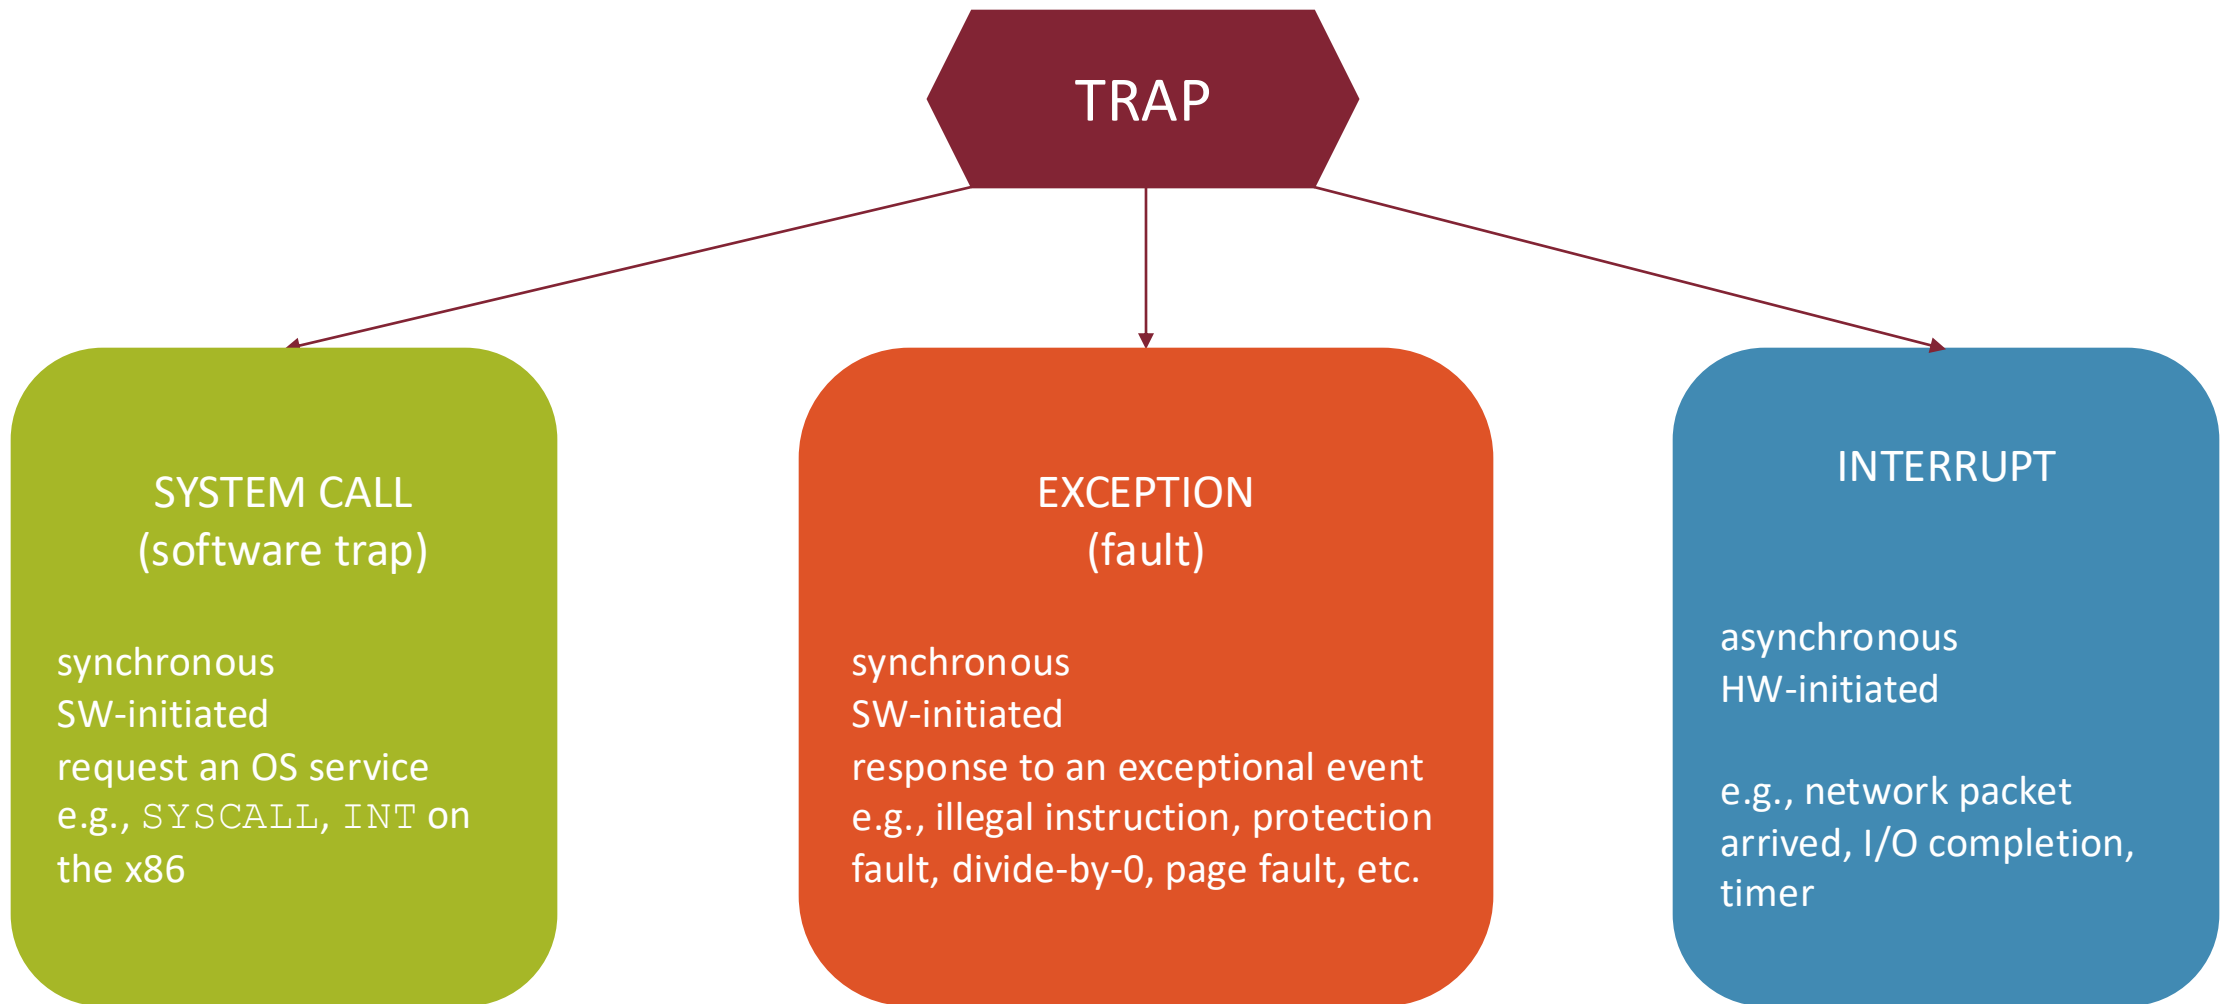 TRAP
SYSTEM CALL
(software trap)
synchronous
SW-initiated
request an OS service
e.g., SYSCALL, INT on
the x86
EXCEPTION
(fault)
synchronous
SW-initiated
response to an exceptional event
e.g., illegal instruction, protection
fault, divide-by-0, page fault, etc.
INTERRUPT
asynchronous
HW-initiated
e.g., network packet
arrived, I/O completion,
timer